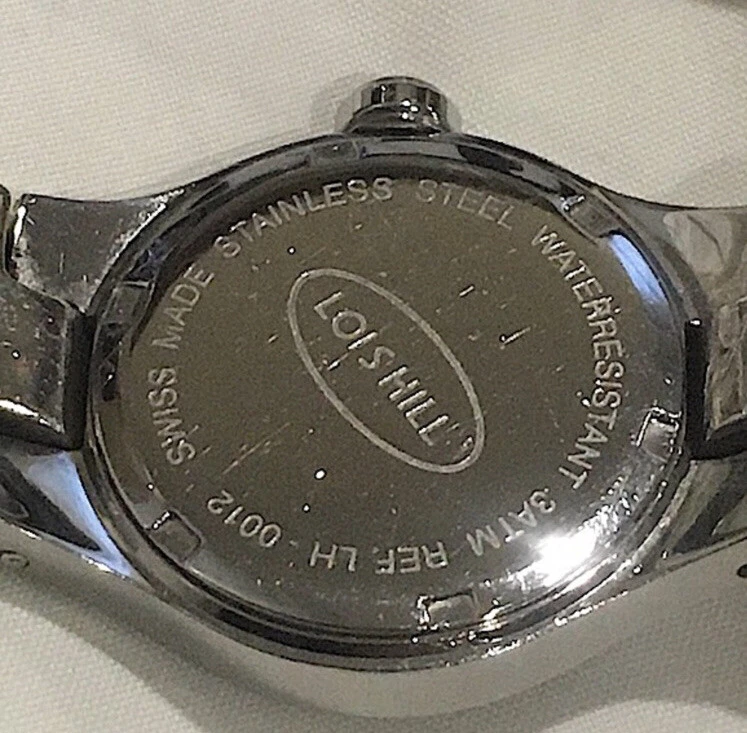 LOIS HILL
SWISS MADE STAINLESS STEEL WATERRESISTANT 3ATM REF. LH - 0012